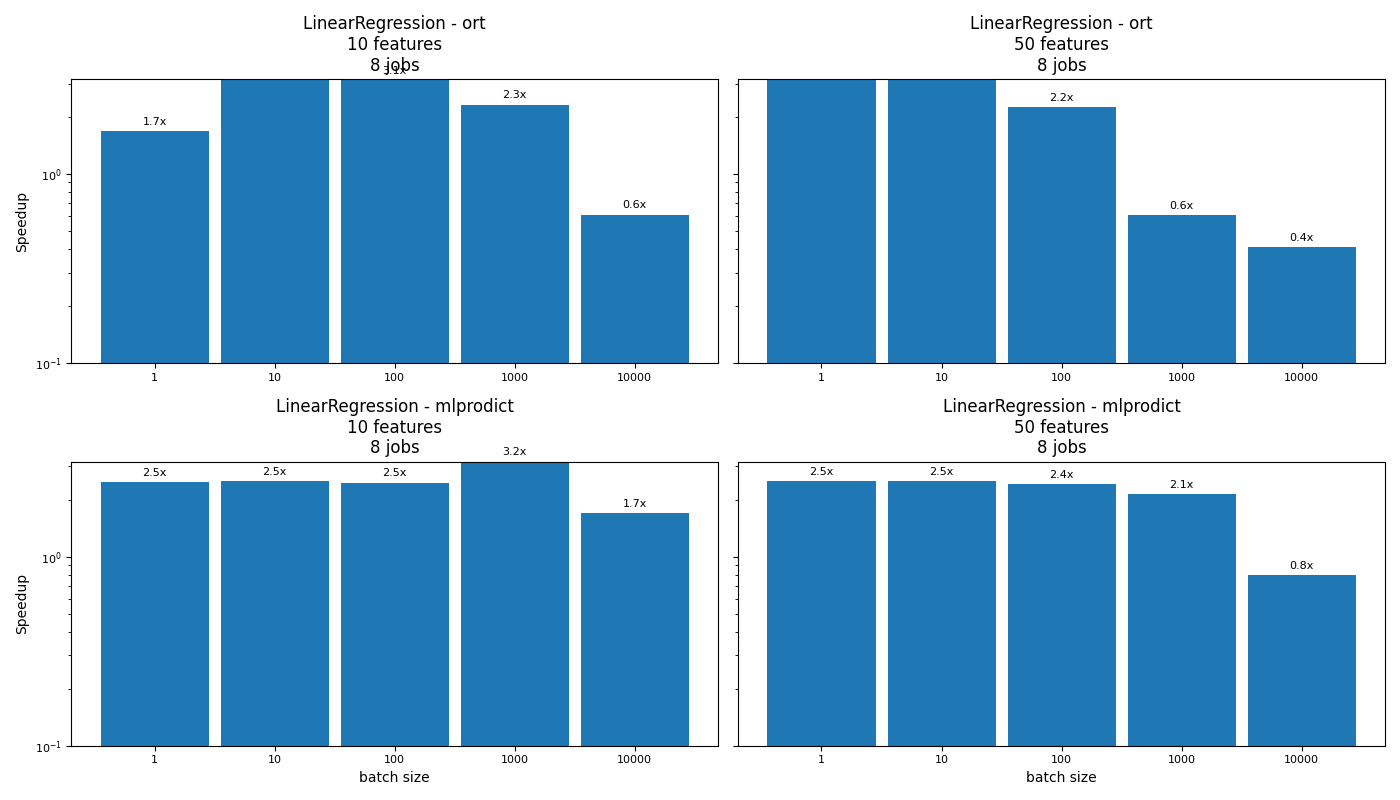 LinearRegression - ort
10 features
8 jobs
3.1x
1.7x
2.3x
0.6x
10⁰
10⁻¹
Speedup
1 10 100 1000 10000
LinearRegression - ort
50 features
8 jobs
2.2x
0.6x
0.4x
1 10 100 1000 10000
LinearRegression - mlprodict
10 features
8 jobs
2.5x 2.5x 2.5x 3.2x 1.7x
10⁰
10⁻¹
Speedup
1 10 100 1000 10000
batch size
LinearRegression - mlprodict
50 features
8 jobs
2.5x 2.5x 2.4x 2.1x 0.8x
1 10 100 1000 10000
batch size